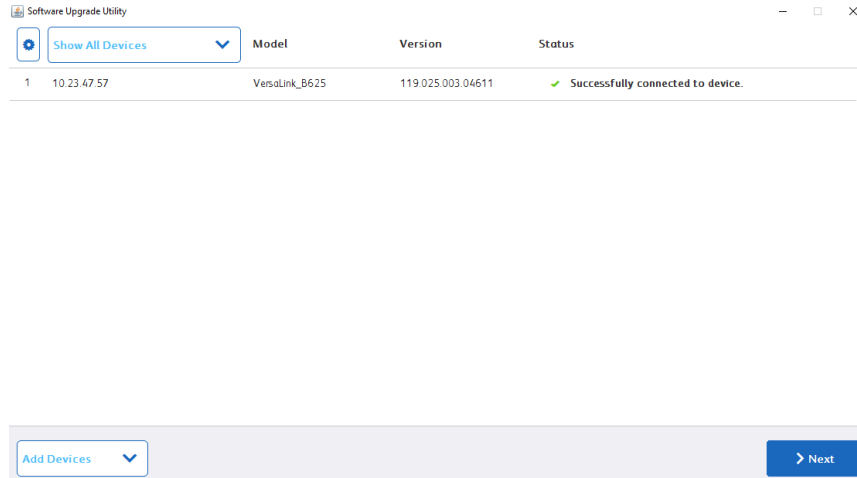 Software Upgrade Utility
Show All Devices Model Version Status
1 10.23.47.57 VersaLink_B625 119.025.003.04611 Successfully connected to device.
Add Devices Next